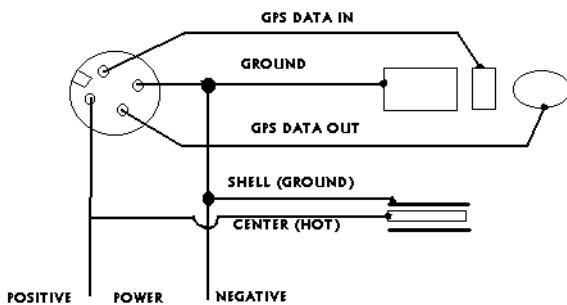 GPS DATA IN
GROUND
GPS DATA OUT
SHELL (GROUND)
CENTER (HOT)
POSITIVE POWER NEGATIVE